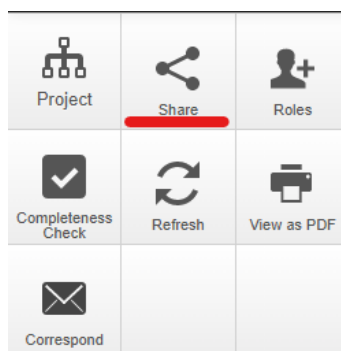 Project
Share
Roles
Completeness
Check
Refresh
View as PDF
Correspond